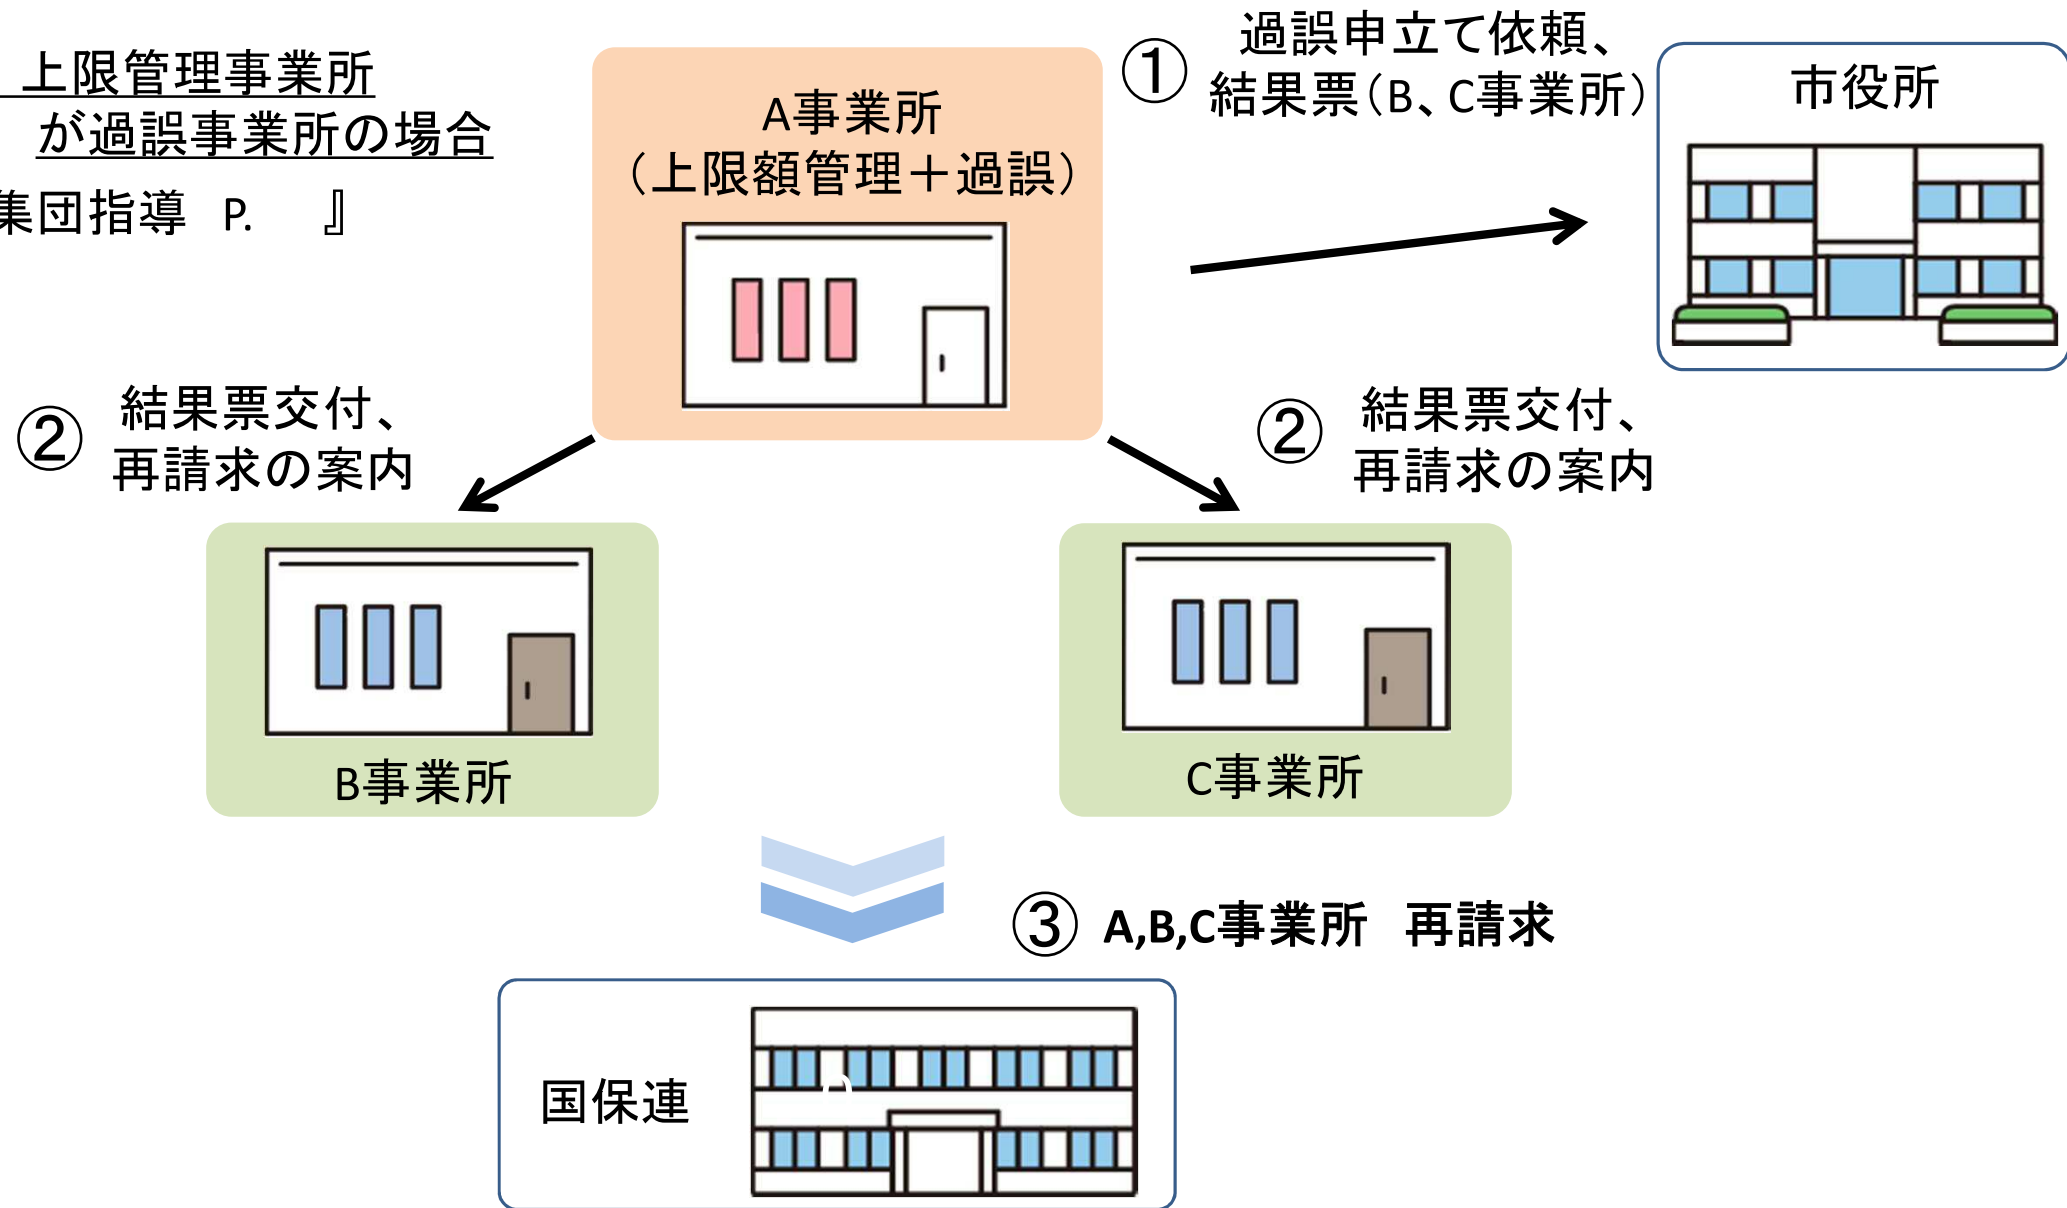 上限管理事業所
が過誤事業所の場合
集団指導 P. 』
A事業所
（上限額管理＋過誤）
①
過誤申立て依頼、
結果票（B、C事業所）
市役所
②
結果票交付、
再請求の案内
②
結果票交付、
再請求の案内
B事業所
C事業所
③ A,B,C事業所 再請求
国保連